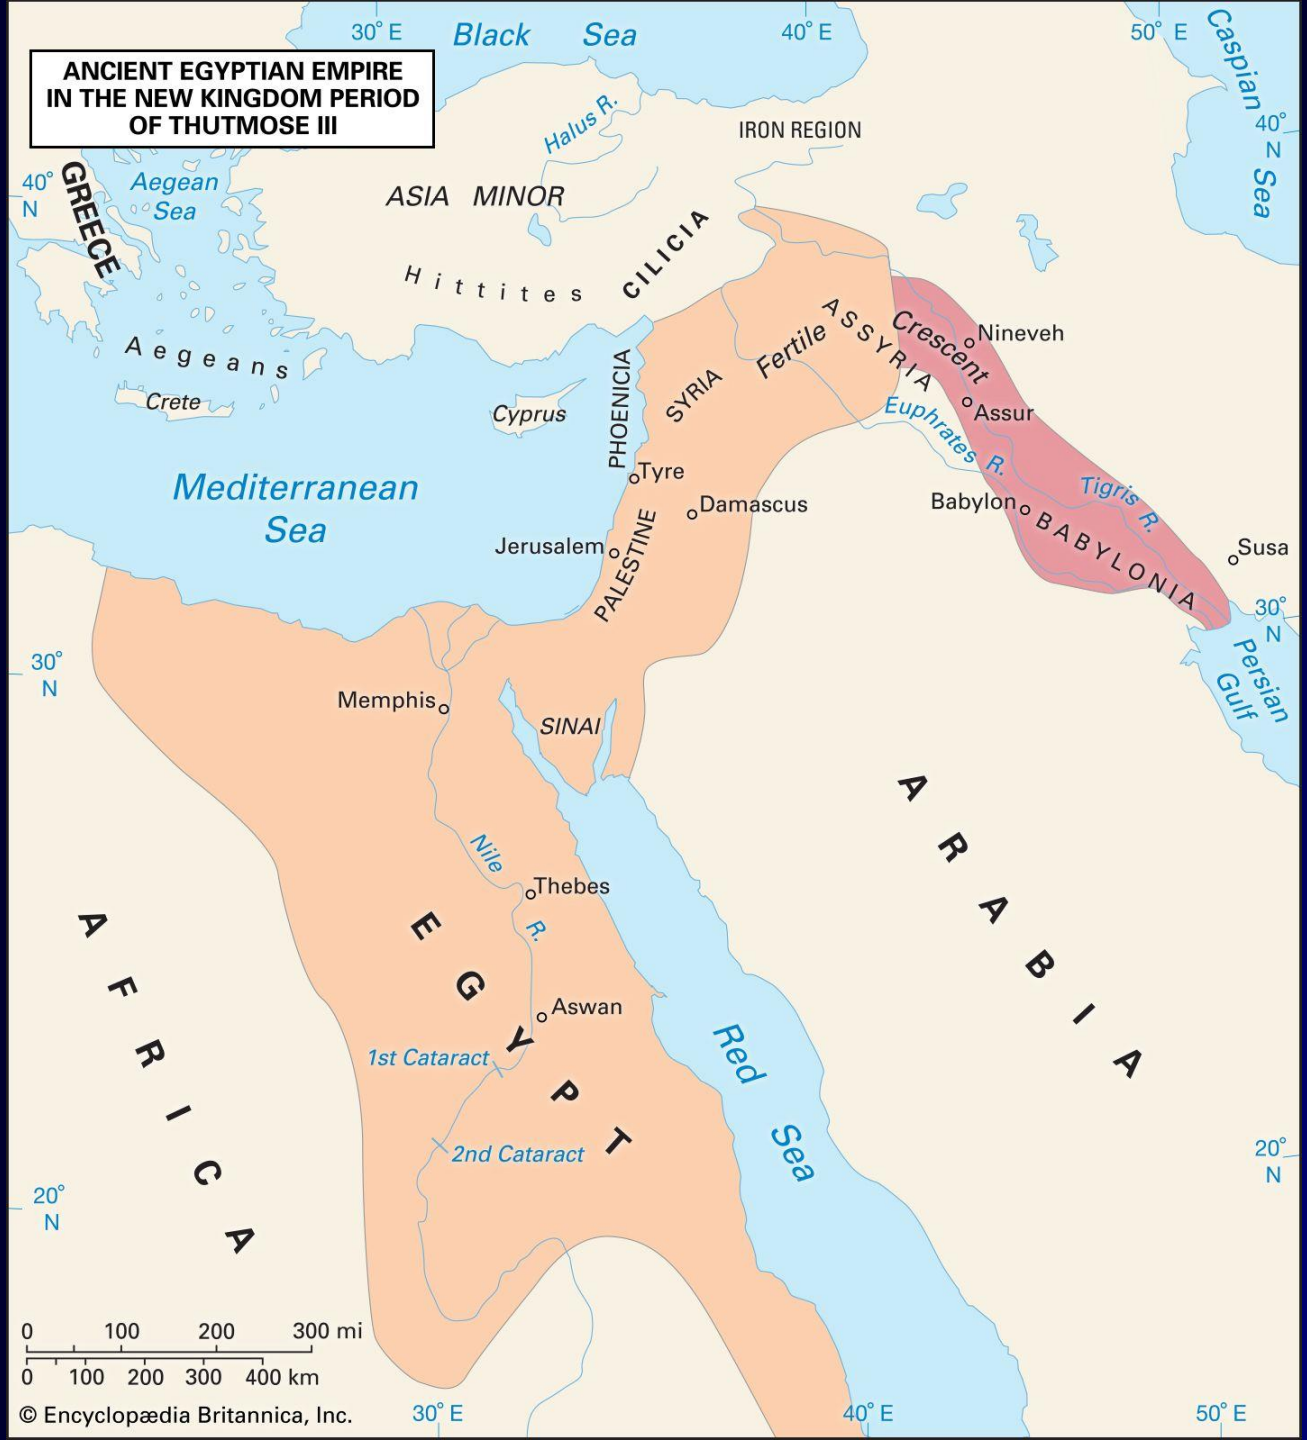 30° E
Black Sea
40° E
50° E
Caspian Sea
ANCIENT EGYPTIAN EMPIRE
IN THE NEW KINGDOM PERIOD
OF THUTMOSE III
Halus R.
IRON REGION
40°
N
40°
N
GREECE
Aegean
Sea
ASIA MINOR
CILICIA
Hittites
Aegeans
Crete
Cyprus
PHOENICIA
SYRIA
Fertile Crescent
ASSYRIA
Nineveh
Assur
Euphrates R.
Tigris R.
Mediterranean
Sea
Tyre
Damascus
Babylon
BABYLONIA
Susa
Jerusalem
PALESTINE
30°
N
30°
N
Persian
Gulf
Memphis
SINAI
ARABIA
Nile R.
Thebes
EGYPT
AFRICA
Aswan
1st Cataract
Red Sea
2nd Cataract
20°
N
20°
N
0 100 200 300 mi
0 100 200 300 400 km
© Encyclopædia Britannica, Inc.
30° E
40° E
50° E